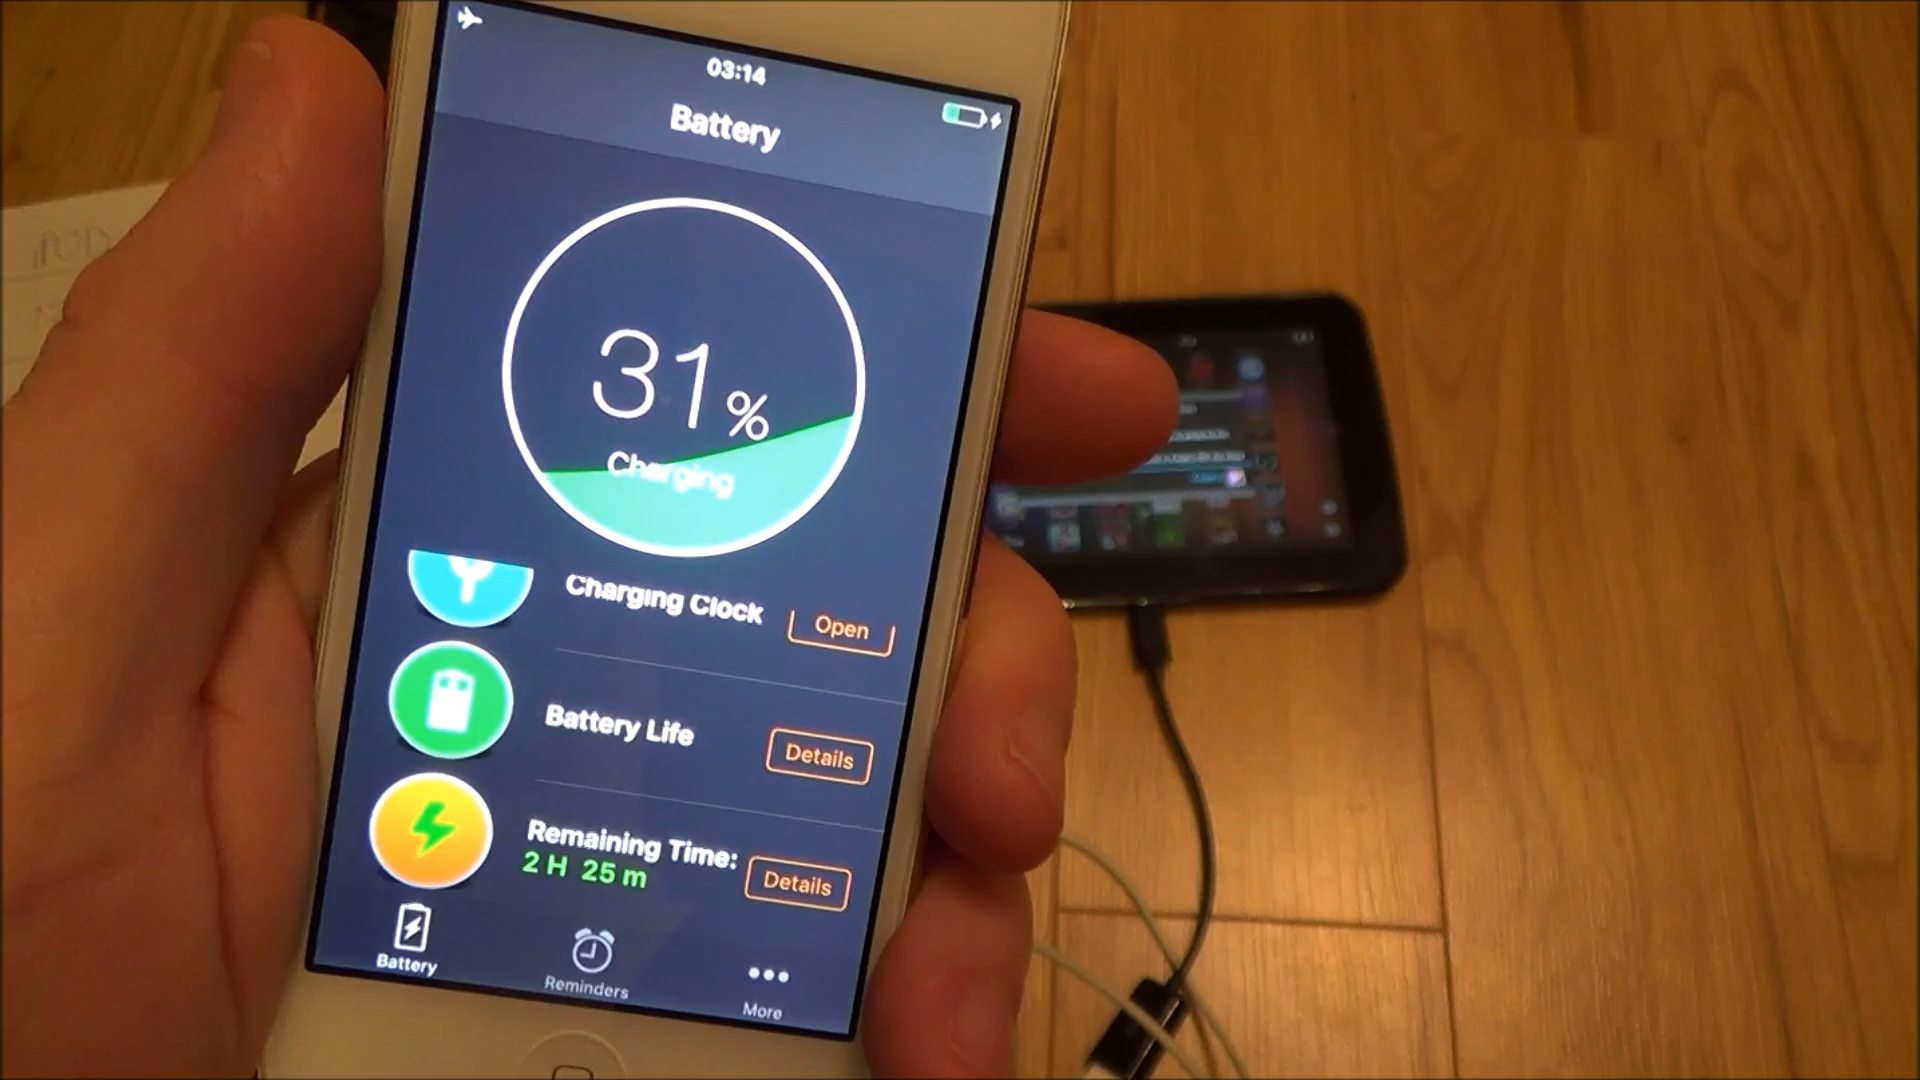 03:14
Battery
31%
Charging
Charging Clock
Open
Battery Life
Details
Remaining Time:
2 H 25 m
Details
Battery
Reminders
More
iPOD